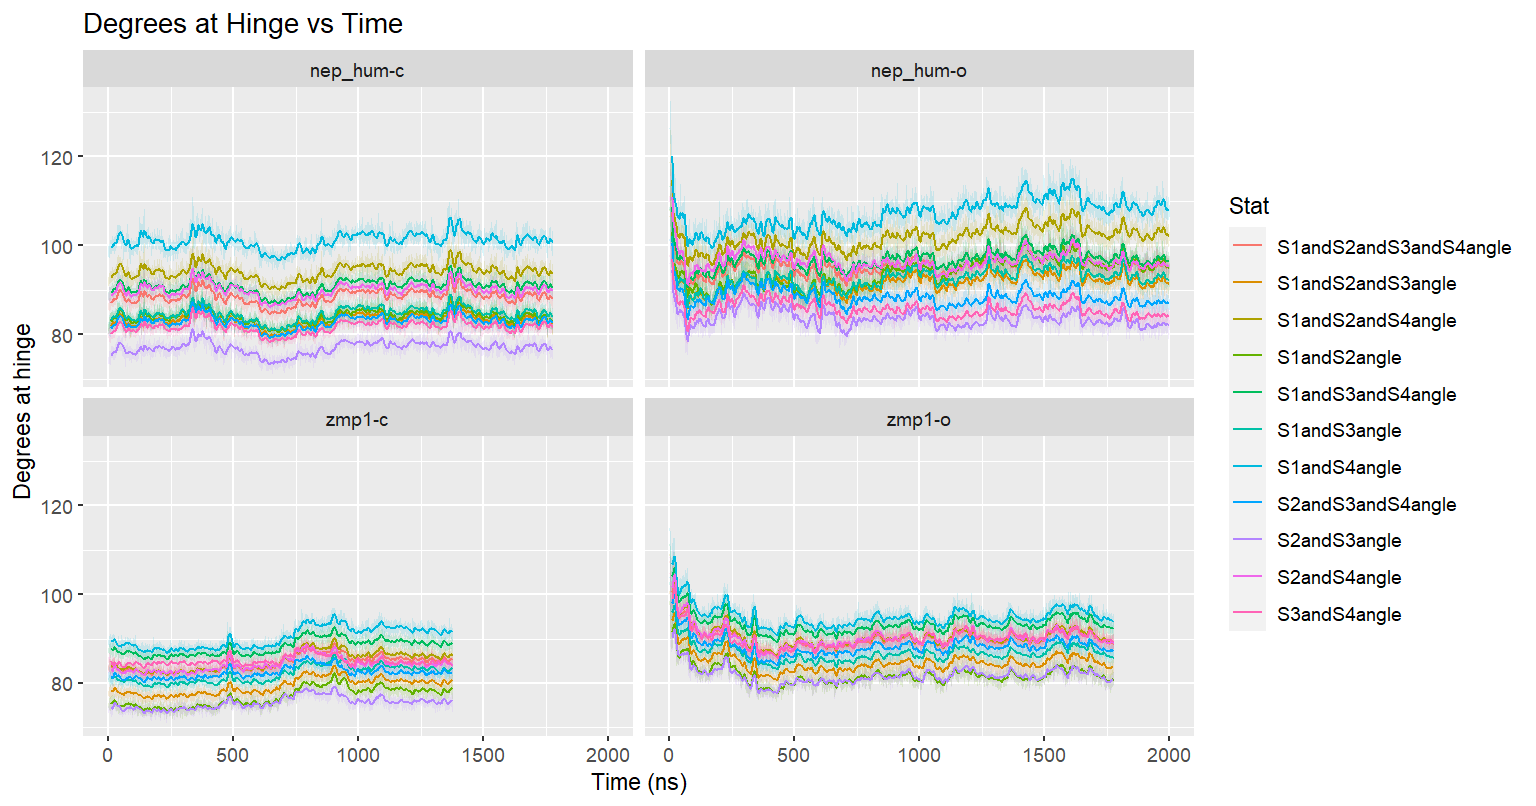 Degrees at Hinge vs Time
nep_hum-c
nep_hum-o
120
100
80
zmp1-c
zmp1-o
120
100
80
0 500 1000 1500 2000
0 500 1000 1500 2000
Time (ns)
Degrees at hinge
Stat
S1andS2andS3andS4angle
S1andS2andS3angle
S1andS2andS4angle
S1andS2angle
S1andS3andS4angle
S1andS3angle
S1andS4angle
S2andS3andS4angle
S2andS3angle
S2andS4angle
S3andS4angle